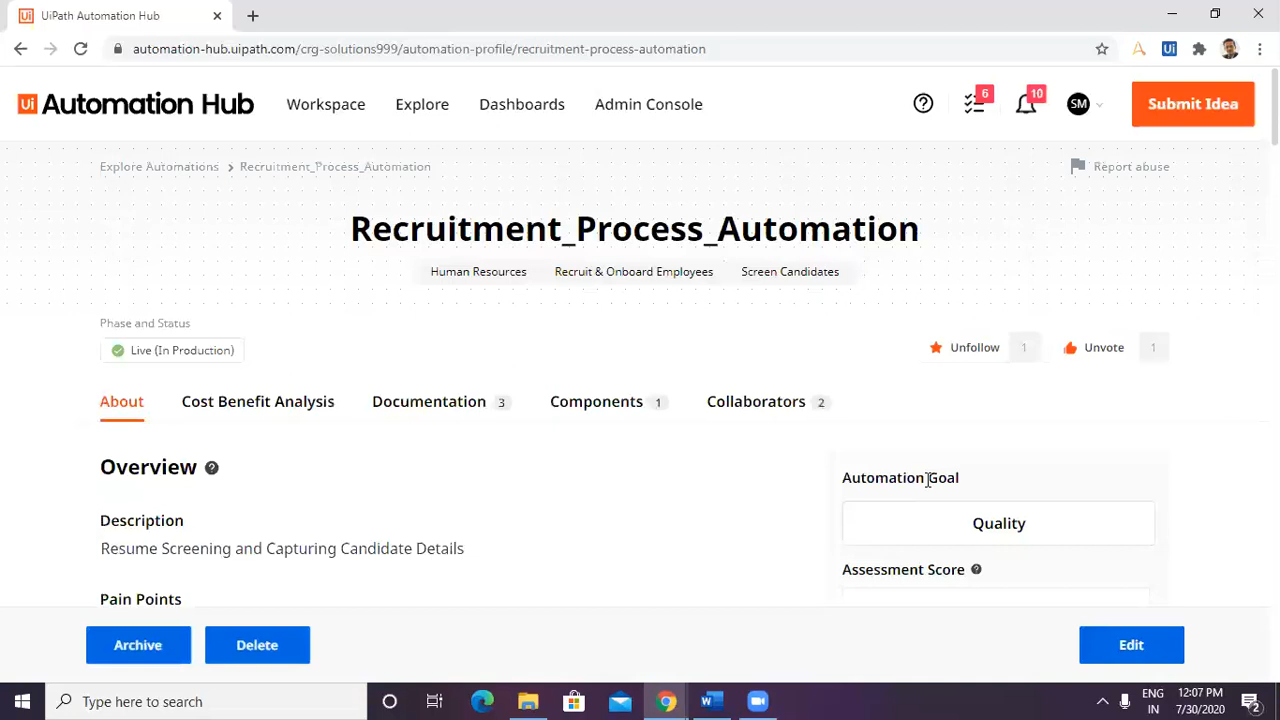 Ui UiPath Automation Hub
automation-hub.uipath.com/crg-solutions999/automation-profile/recruitment-process-automation
Ui Automation Hub Workspace Explore Dashboards Admin Console 6 10 SM Submit Idea
Explore Automations > Recruitment_Process_Automation Report abuse
Recruitment_Process_Automation
Human Resources Recruit & Onboard Employees Screen Candidates
Phase and Status
Live (In Production) Unfollow 1 Unvote 1
About Cost Benefit Analysis Documentation 3 Components 1 Collaborators 2
Overview
Automation Goal
Quality
Description
Resume Screening and Capturing Candidate Details
Assessment Score
Pain Points
Archive Delete Edit
Type here to search ENG 12:07 PM
IN 7/30/2020 2